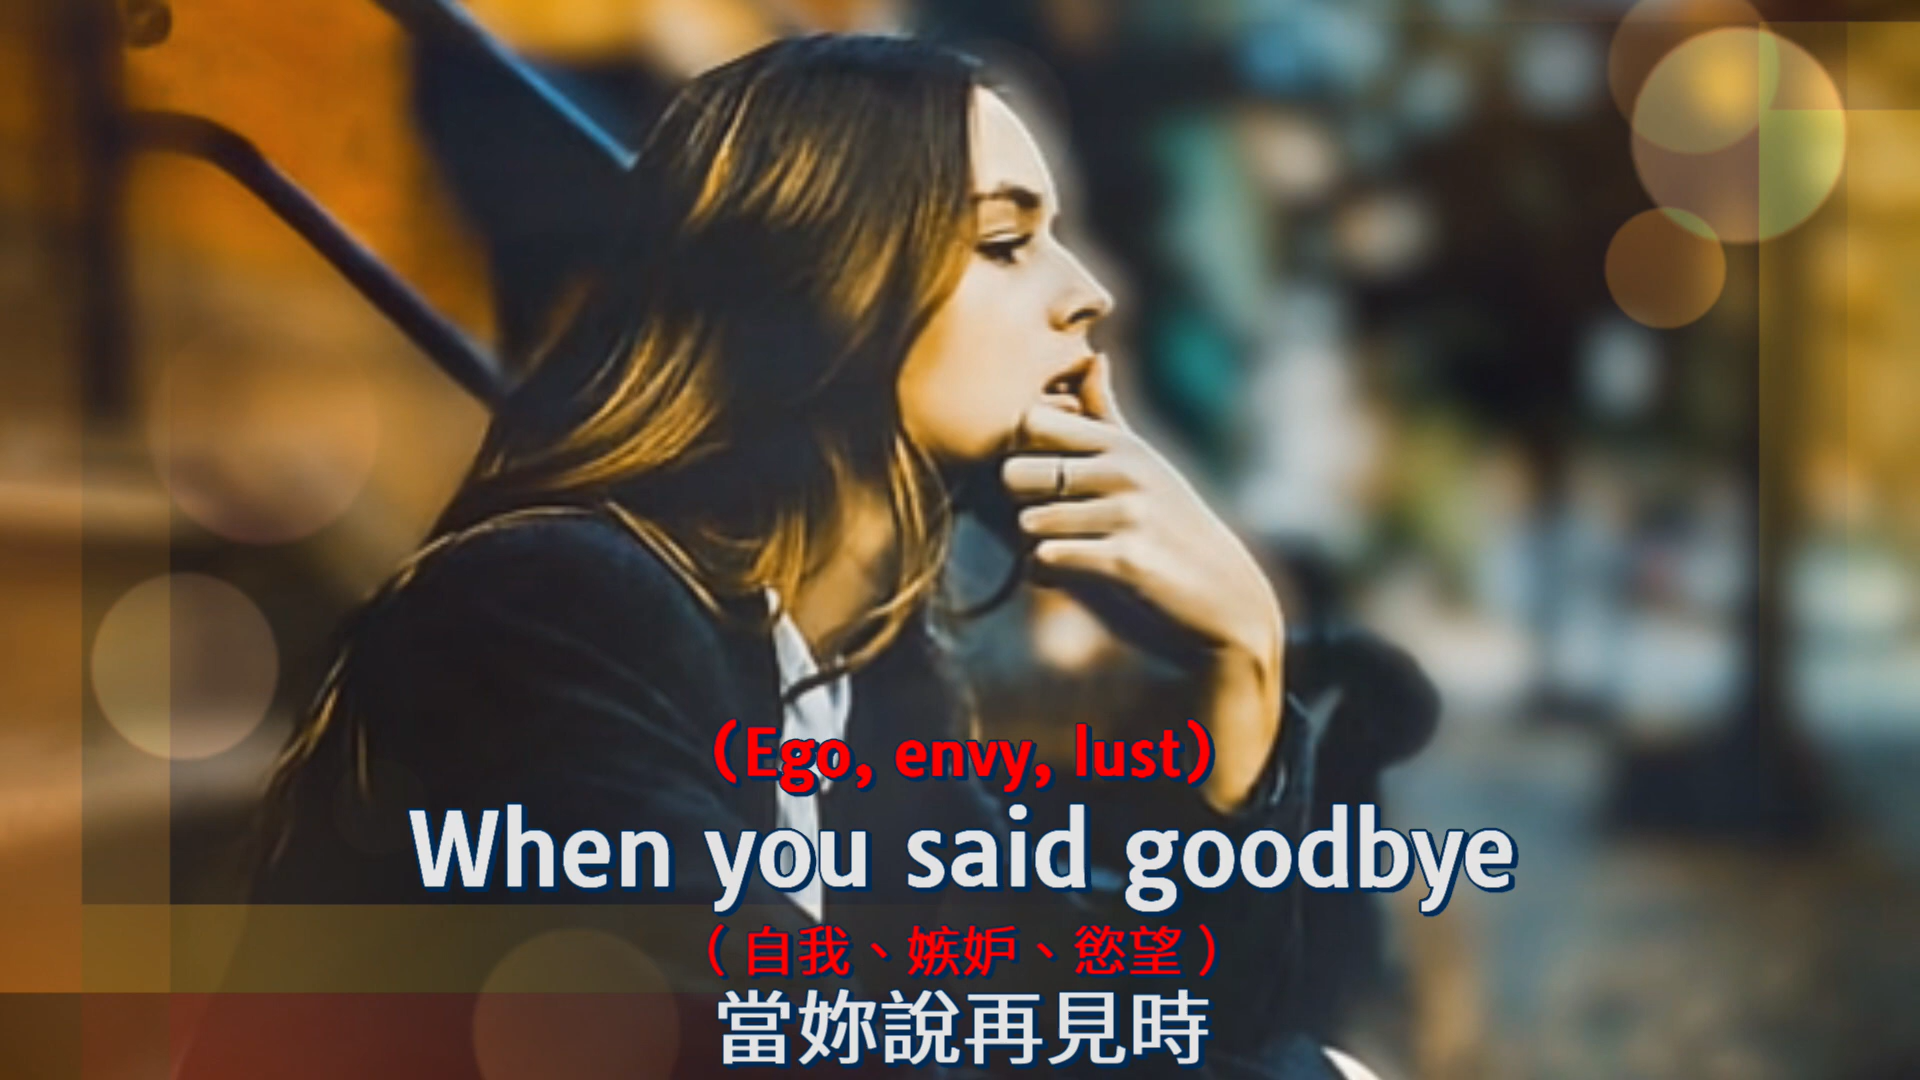 （Ego, envy, lust）
When you said goodbye
（自我、嫉妒、慾望）
當妳說再見時